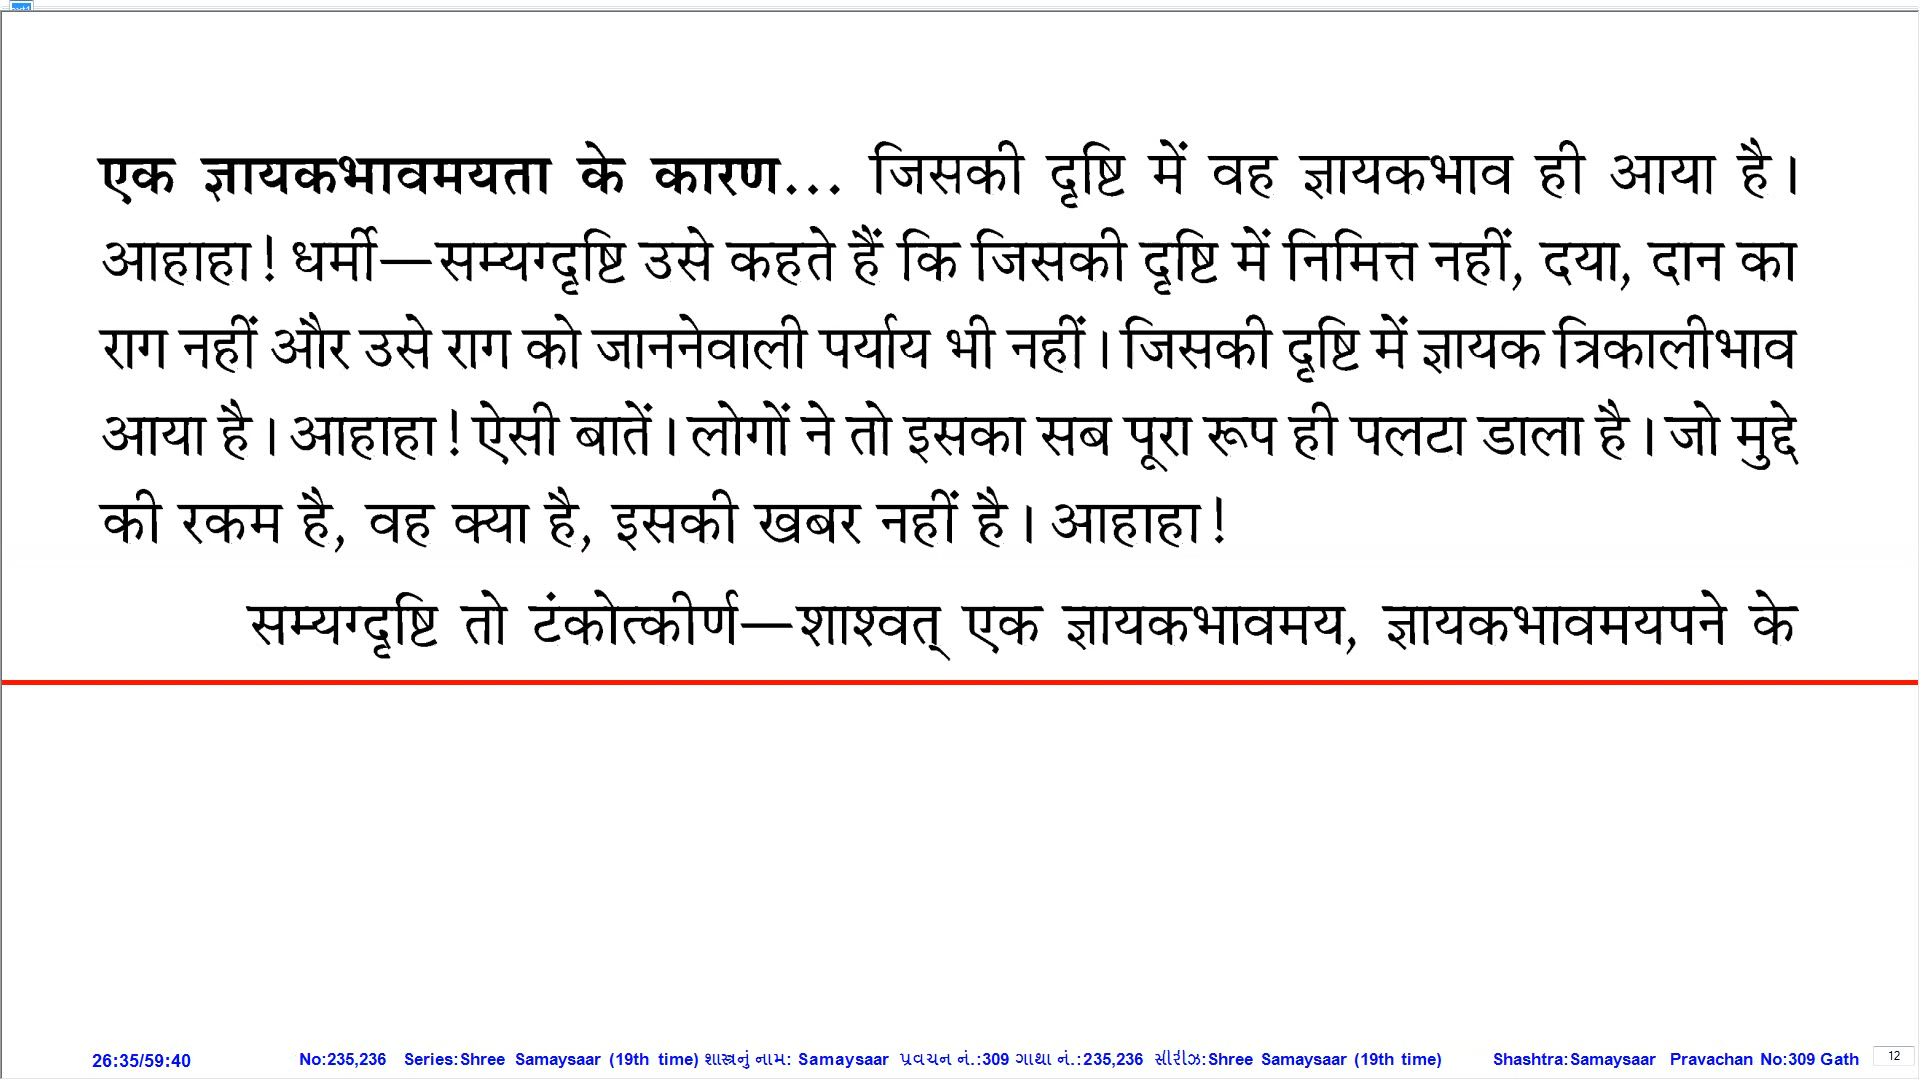 एक ज्ञायकभावमयता के कारण... जिसकी दृष्टि में वह ज्ञायकभाव ही आया है।
आहाहा! धर्मी—सम्यग्दृष्टि उसे कहते हैं कि जिसकी दृष्टि में निमित्त नहीं, दया, दान का
राग नहीं और उसे राग को जाननेवाली पर्याय भी नहीं। जिसकी दृष्टि में ज्ञायक त्रिकालीभाव
आया है। आहाहा! ऐसी बातें। लोगों ने तो इसका सब पूरा रूप ही पलटा डाला है। जो मुद्दे
की रकम है, वह क्या है, इसकी खबर नहीं है। आहाहा!
सम्यग्दृष्टि तो टंकोत्कीर्ण—शाश्वत् एक ज्ञायकभावमय, ज्ञायकभावमयपने के
26:35/59:40 No:235,236 Series:Shree Samaysaar (19th time) શાસ્ત્રનું નામ: Samaysaar પ્રવચન નં.:309 ગાથા નં.:235,236 સીરીઝ:Shree Samaysaar (19th time) Shashtra:Samaysaar Pravachan No:309 Gath 12